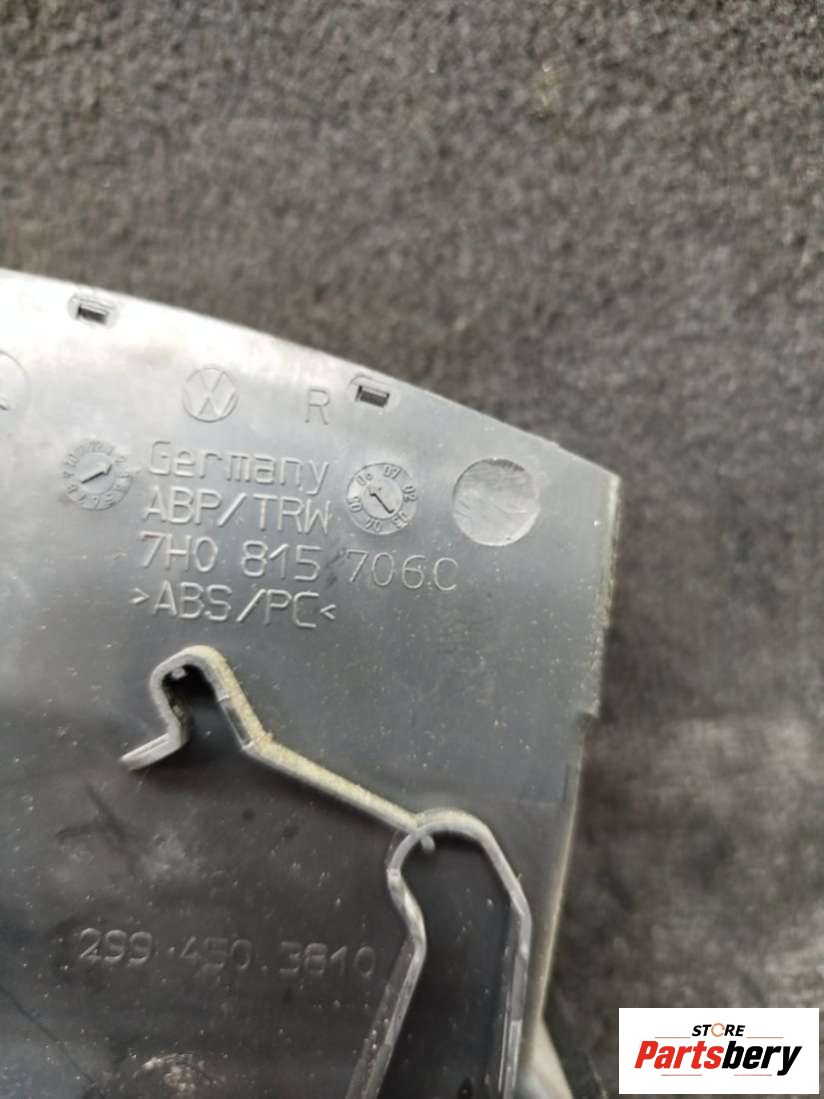 R
Germany
ABP/TRW
7H0 815 706C
>ABS/PC<
299 450 3810
STORE
Partsbery